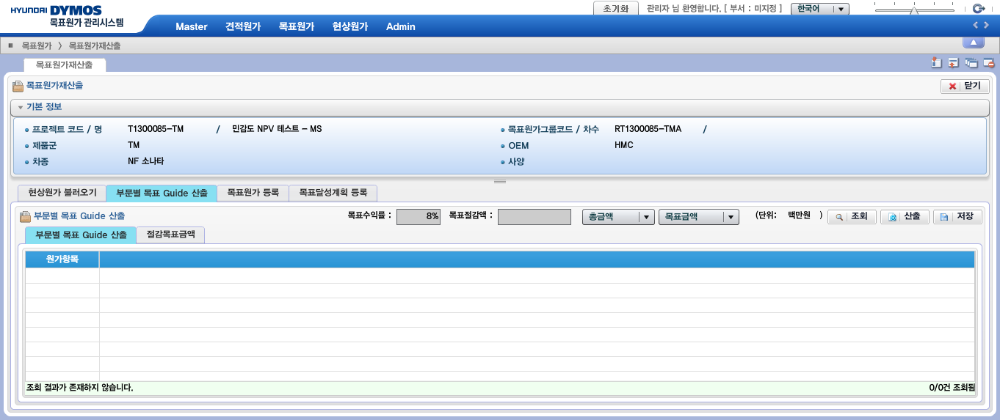 HYUNDAI DYMOS
목표원가 관리시스템
초기화 관리자 님 환영합니다. [ 부서 : 미지정 ] 한국어
Master 견적원가 목표원가 현상원가 Admin
목표원가 > 목표원가재산출
목표원가재산출
목표원가재산출 닫기
기본 정보
프로젝트 코드 / 명 T1300085-TM / 민감도 NPV 테스트 - MS 목표원가그룹코드 / 차수 RT1300085-TMA /
제품군 TM OEM HMC
차종 NF 소나타 사양
현상원가 불러오기 부문별 목표 Guide 산출 목표원가 등록 목표달성계획 등록
부문별 목표 Guide 산출 목표수익률 : 8% 목표절감액 : 총금액 목표금액 (단위: 백만원 ) 조회 산출 저장
부문별 목표 Guide 산출 절감목표금액
원가항목
조회 결과가 존재하지 않습니다. 0/0건 조회됨